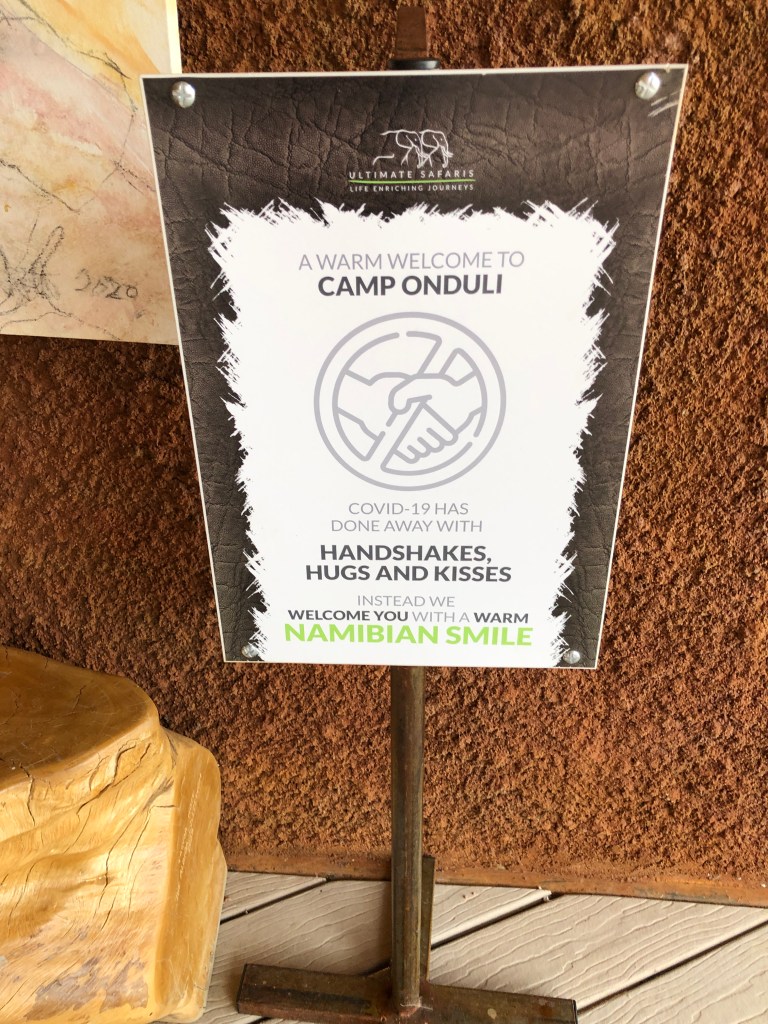 ULTIMATE SAFARIS
LIFE ENRICHING JOURNEYS
A WARM WELCOME TO
CAMP ONDULI
COVID-19 HAS
DONE AWAY WITH
HANDSHAKES,
HUGS AND KISSES
INSTEAD WE
WELCOME YOU WITH A WARM
NAMIBIAN SMILE